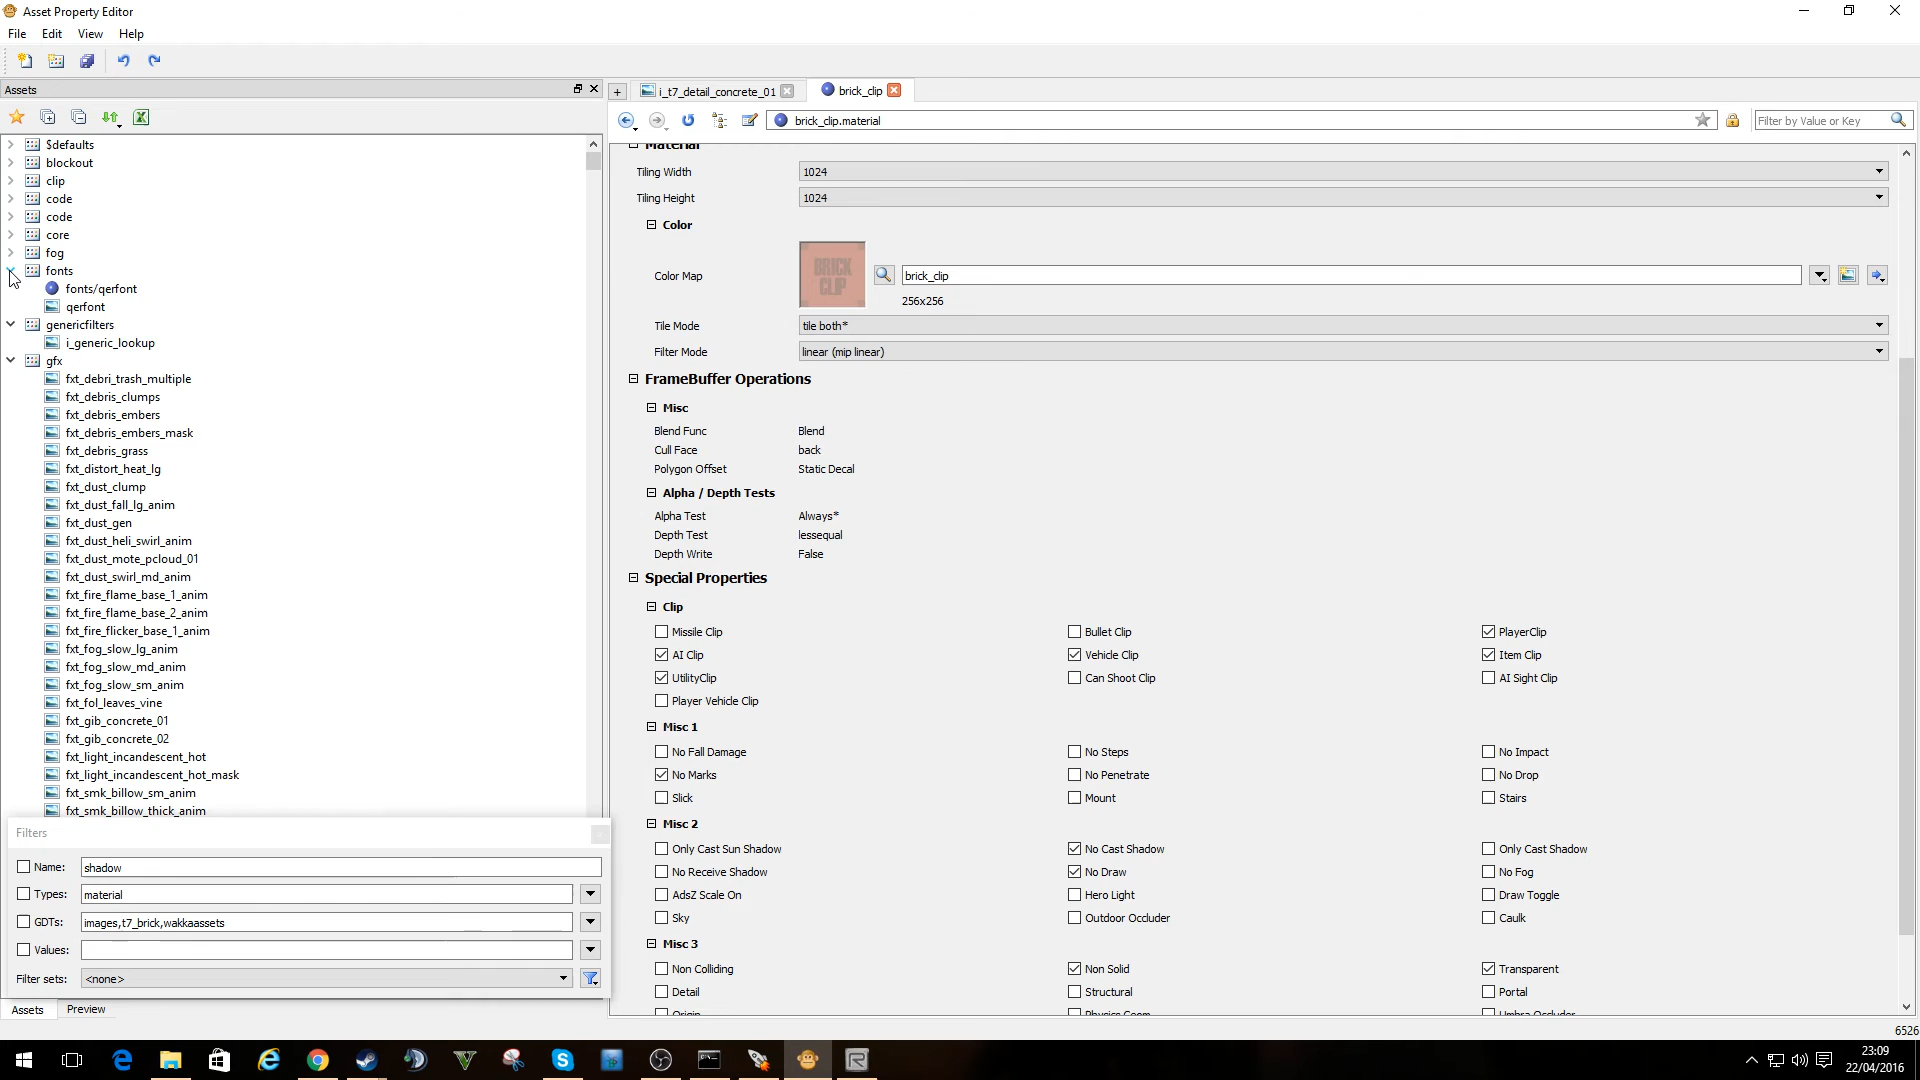 Asset Property Editor
File Edit View Help
Assets
i_t7_detail_concrete_01
brick_clip
brick_clip.material
Filter by Value or Key
$defaults
blockout
clip
code
code
core
fog
fonts
fonts/qerfont
qerfont
genericfilters
i_generic_lookup
gfx
fxt_debri_trash_multiple
fxt_debris_clumps
fxt_debris_embers
fxt_debris_embers_mask
fxt_debris_grass
fxt_distort_heat_lg
fxt_dust_clump
fxt_dust_fall_lg_anim
fxt_dust_gen
fxt_dust_heli_swirl_anim
fxt_dust_mote_pcloud_01
fxt_dust_swirl_md_anim
fxt_fire_flame_base_1_anim
fxt_fire_flame_base_2_anim
fxt_fire_flicker_base_1_anim
fxt_fog_slow_lg_anim
fxt_fog_slow_md_anim
fxt_fog_slow_sm_anim
fxt_fol_leaves_vine
fxt_gib_concrete_01
fxt_gib_concrete_02
fxt_light_incandescent_hot
fxt_light_incandescent_hot_mask
fxt_smk_billow_sm_anim
fxt_smk_billow_thick_anim
Filters
Name: shadow
Types: material
GDTs: images,t7_brick,wakkaassets
Values:
Filter sets: <none>
Assets Preview
Material
Tiling Width 1024
Tiling Height 1024
Color
Color Map
BRICK
CLIP
brick_clip
256x256
Tile Mode tile both*
Filter Mode linear (mip linear)
FrameBuffer Operations
Misc
Blend Func Blend
Cull Face back
Polygon Offset Static Decal
Alpha / Depth Tests
Alpha Test Always*
Depth Test lessequal
Depth Write False
Special Properties
Clip
Missile Clip Bullet Clip PlayerClip
AI Clip Vehicle Clip Item Clip
UtilityClip Can Shoot Clip AI Sight Clip
Player Vehicle Clip
Misc 1
No Fall Damage No Steps No Impact
No Marks No Penetrate No Drop
Slick Mount Stairs
Misc 2
Only Cast Sun Shadow No Cast Shadow Only Cast Shadow
No Receive Shadow No Draw No Fog
AdsZ Scale On Hero Light Draw Toggle
Sky Outdoor Occluder Caulk
Misc 3
Non Colliding Non Solid Transparent
Detail Structural Portal
Origin Physics Geom Umbra Occluder
6526
23:09
22/04/2016